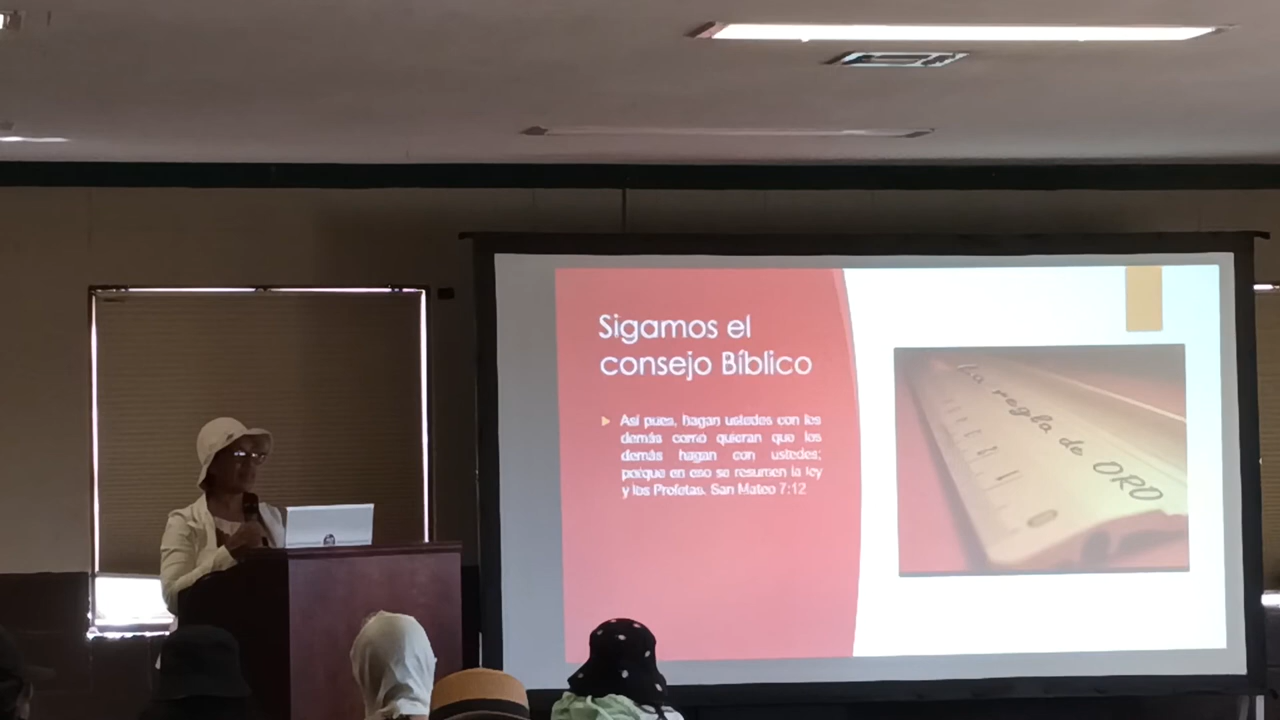 Sigamos el
consejo Bíblico
Así pues, hagan ustedes con los
demás como quieran que los
demás hagan con ustedes;
porque en eso se resumen la ley
y los Profetas. San Mateo 7:12
La regla de ORO
0